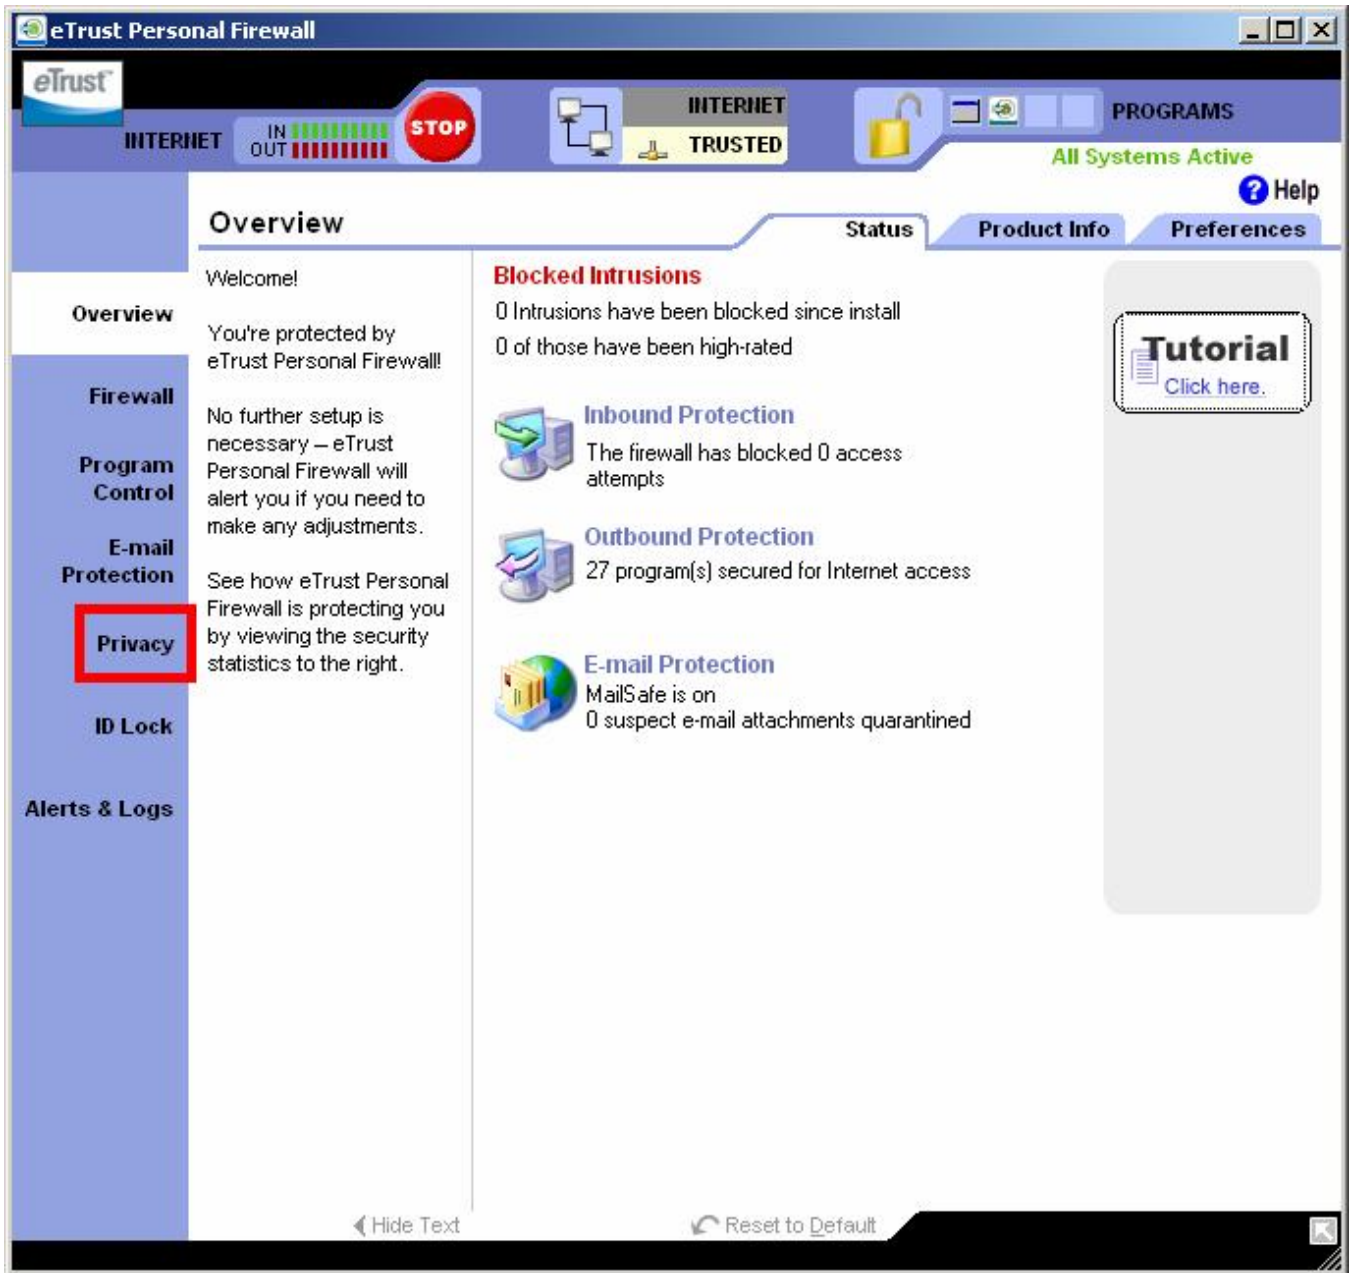 eTrust Personal Firewall
eTrust™
INTERNET
IN
OUT
STOP
INTERNET
TRUSTED
PROGRAMS
All Systems Active
? Help
Overview
Status
Product Info
Preferences
Overview
Firewall
Program
Control
E-mail
Protection
Privacy
ID Lock
Alerts & Logs
Welcome!
You're protected by
eTrust Personal Firewall!
No further setup is
necessary – eTrust
Personal Firewall will
alert you if you need to
make any adjustments.
See how eTrust Personal
Firewall is protecting you
by viewing the security
statistics to the right.
Blocked Intrusions
0 Intrusions have been blocked since install
0 of those have been high-rated
Inbound Protection
The firewall has blocked 0 access
attempts
Outbound Protection
27 program(s) secured for Internet access
E-mail Protection
MailSafe is on
0 suspect e-mail attachments quarantined
Tutorial
Click here.
Hide Text
Reset to Default